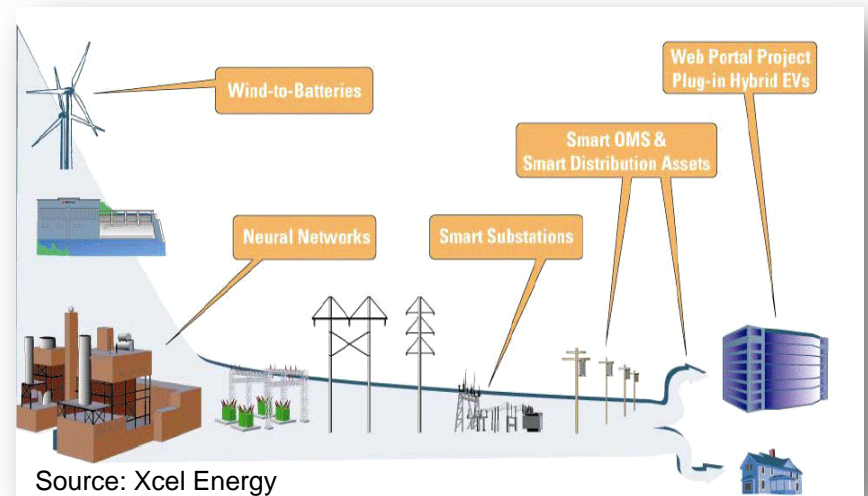 Web Portal Project
Plug-in Hybrid EVs
Wind-to-Batteries
Smart OMS &
Smart Distribution Assets
Neural Networks
Smart Substations
Source: Xcel Energy